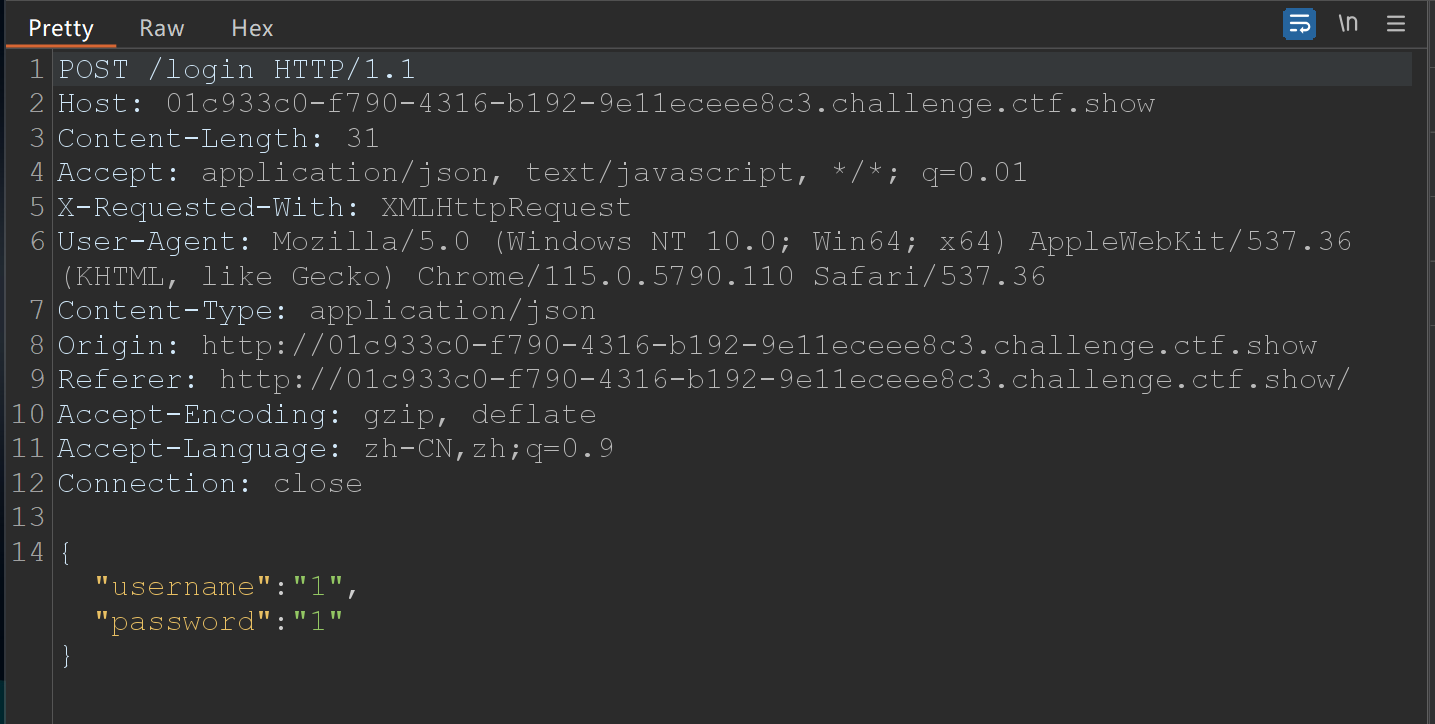 Pretty Raw Hex \n
1 POST /login HTTP/1.1
2 Host: 01c933c0-f790-4316-b192-9e11eceee8c3.challenge.ctf.show
3 Content-Length: 31
4 Accept: application/json, text/javascript, */*; q=0.01
5 X-Requested-With: XMLHttpRequest
6 User-Agent: Mozilla/5.0 (Windows NT 10.0; Win64; x64) AppleWebKit/537.36
(KHTML, like Gecko) Chrome/115.0.5790.110 Safari/537.36
7 Content-Type: application/json
8 Origin: http://01c933c0-f790-4316-b192-9e11eceee8c3.challenge.ctf.show
9 Referer: http://01c933c0-f790-4316-b192-9e11eceee8c3.challenge.ctf.show/
10 Accept-Encoding: gzip, deflate
11 Accept-Language: zh-CN,zh;q=0.9
12 Connection: close
13
14 {
"username":"1",
"password":"1"
}